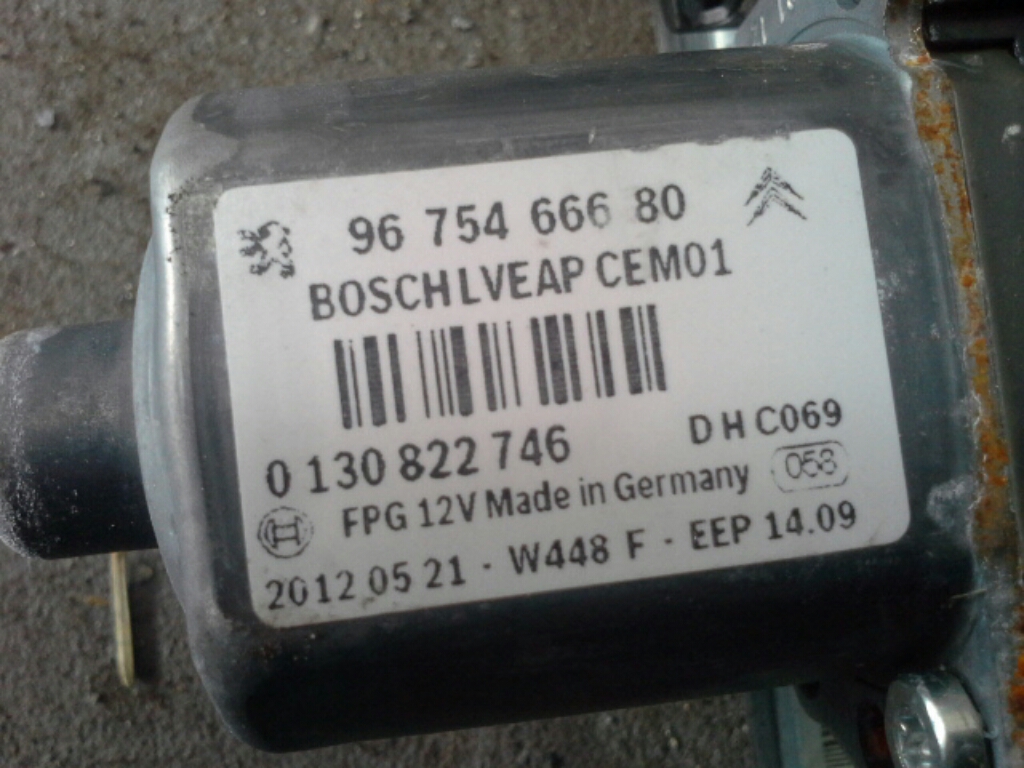 96 754 666 80
BOSCH LVEAP CEM01
0 130 822 746
D H C069
FPG 12V Made in Germany
2012 05 21 · W448 F · EEP 14.09